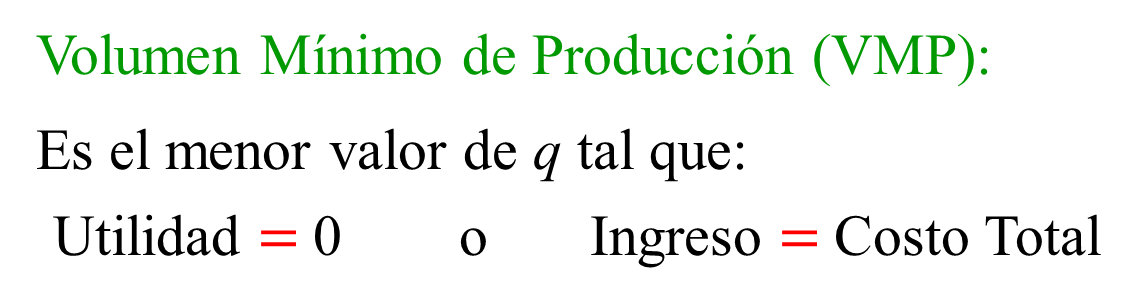 Volumen Mínimo de Producción (VMP):
Es el menor valor de q tal que:
Utilidad = 0 o Ingreso = Costo Total